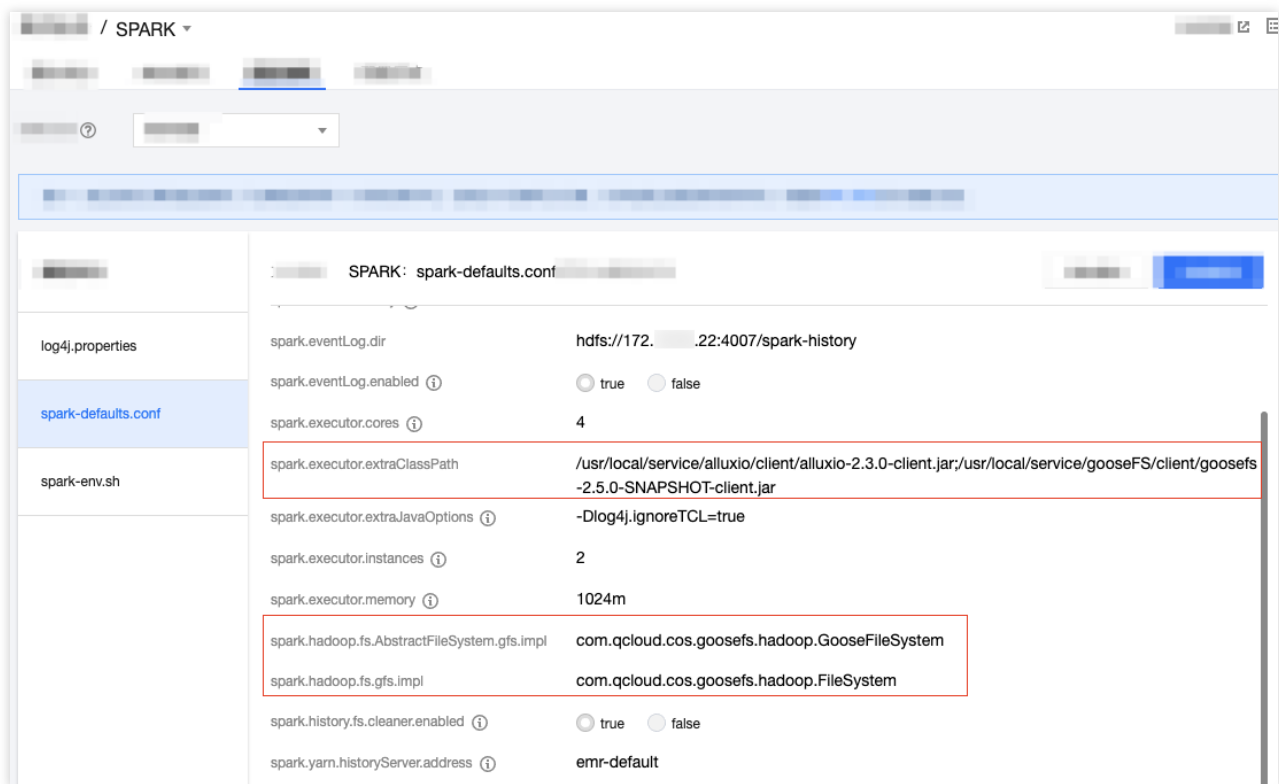 / SPARK
SPARK: spark-defaults.conf
log4j.properties
spark-defaults.conf
spark-env.sh
spark.eventLog.dir hdfs://172. .22:4007/spark-history
spark.eventLog.enabled true false
spark.executor.cores 4
spark.executor.extraClassPath /usr/local/service/alluxio/client/alluxio-2.3.0-client.jar;/usr/local/service/gooseFS/client/goosefs
-2.5.0-SNAPSHOT-client.jar
spark.executor.extraJavaOptions -Dlog4j.ignoreTCL=true
spark.executor.instances 2
spark.executor.memory 1024m
spark.hadoop.fs.AbstractFileSystem.gfs.impl com.qcloud.cos.goosefs.hadoop.GooseFileSystem
spark.hadoop.fs.gfs.impl com.qcloud.cos.goosefs.hadoop.FileSystem
spark.history.fs.cleaner.enabled true false
spark.yarn.historyServer.address emr-default